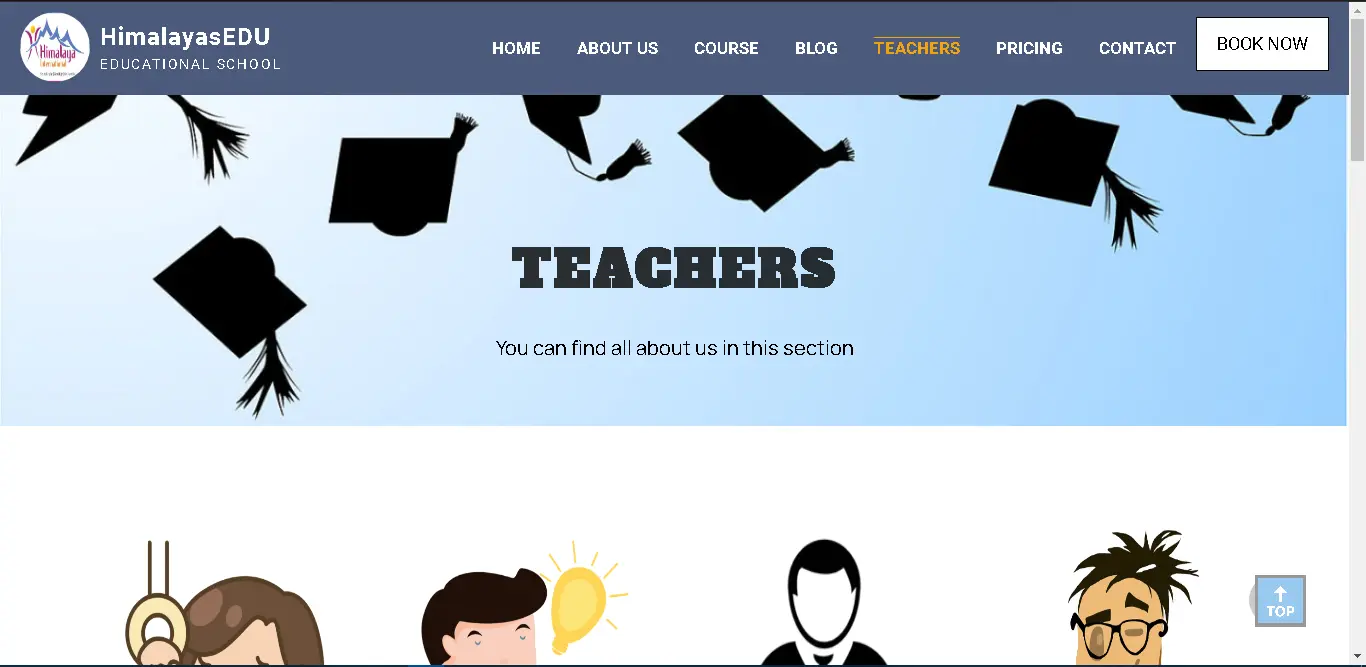 Himalaya
International
HimalayasEDU
EDUCATIONAL SCHOOL
HOME ABOUT US COURSE BLOG TEACHERS PRICING CONTACT BOOK NOW
TEACHERS
You can find all about us in this section
TOP